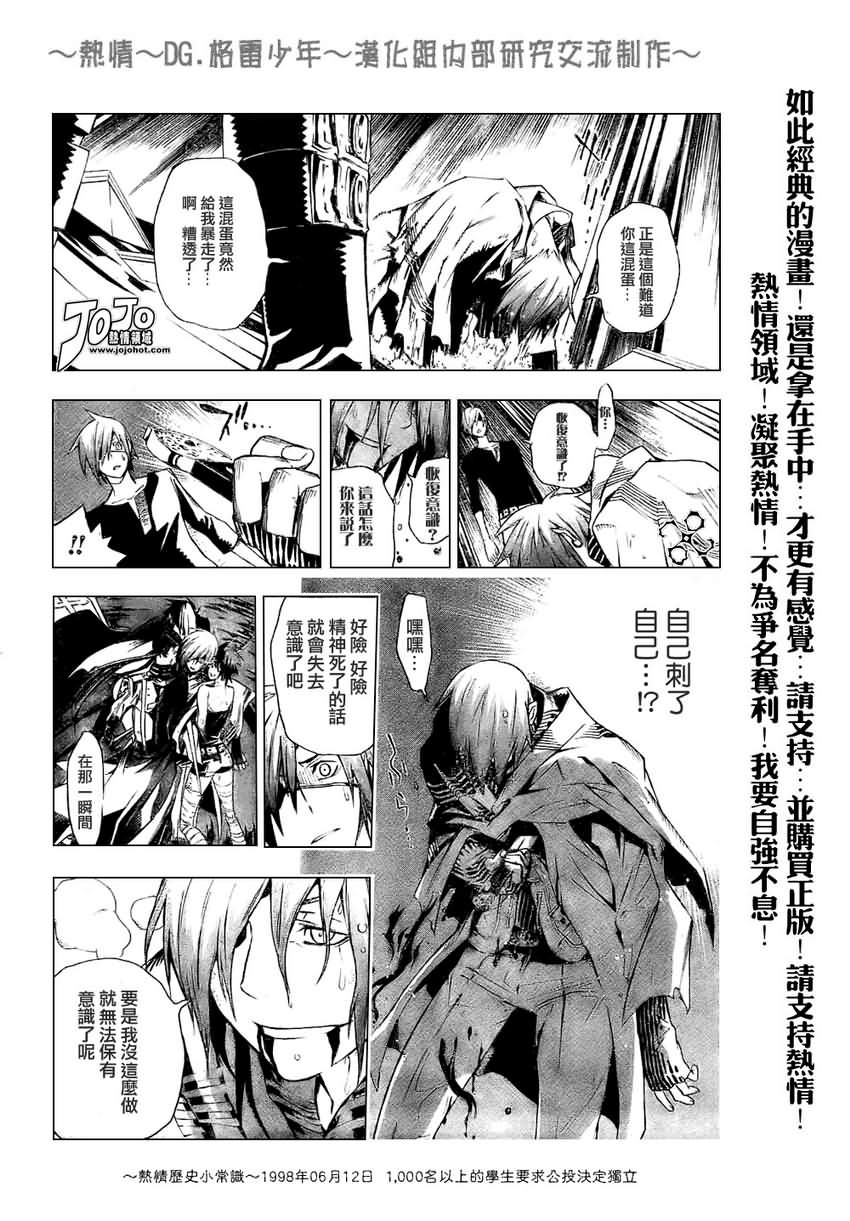 ～熱情～DG.格雷少年～漢化組內部研究交流制作～
如此經典的漫畫！還是拿在手中…才更有感覺…請支持…並購買正版！請支持熱情！
熱情領域！凝聚熱情！不為爭名奪利！我要自強不息！
正是這個難道
你這混蛋…
這混蛋竟然
給我暴走了…
啊 糟透了…
JOJO
熱情領域
www.jojohot.com
你…
恢復意識了!?
恢復意識？
這話怎麼
你來說了
!!
自己刺了
自己…!?
嘿嘿…
好險 好險
精神死了的話
就會失去
意識了吧
在那一瞬間
要是我沒這麼做
就無法保有
意識了呢
～熱情歷史小常識～1998年06月12日 1,000名以上的學生要求公投決定獨立